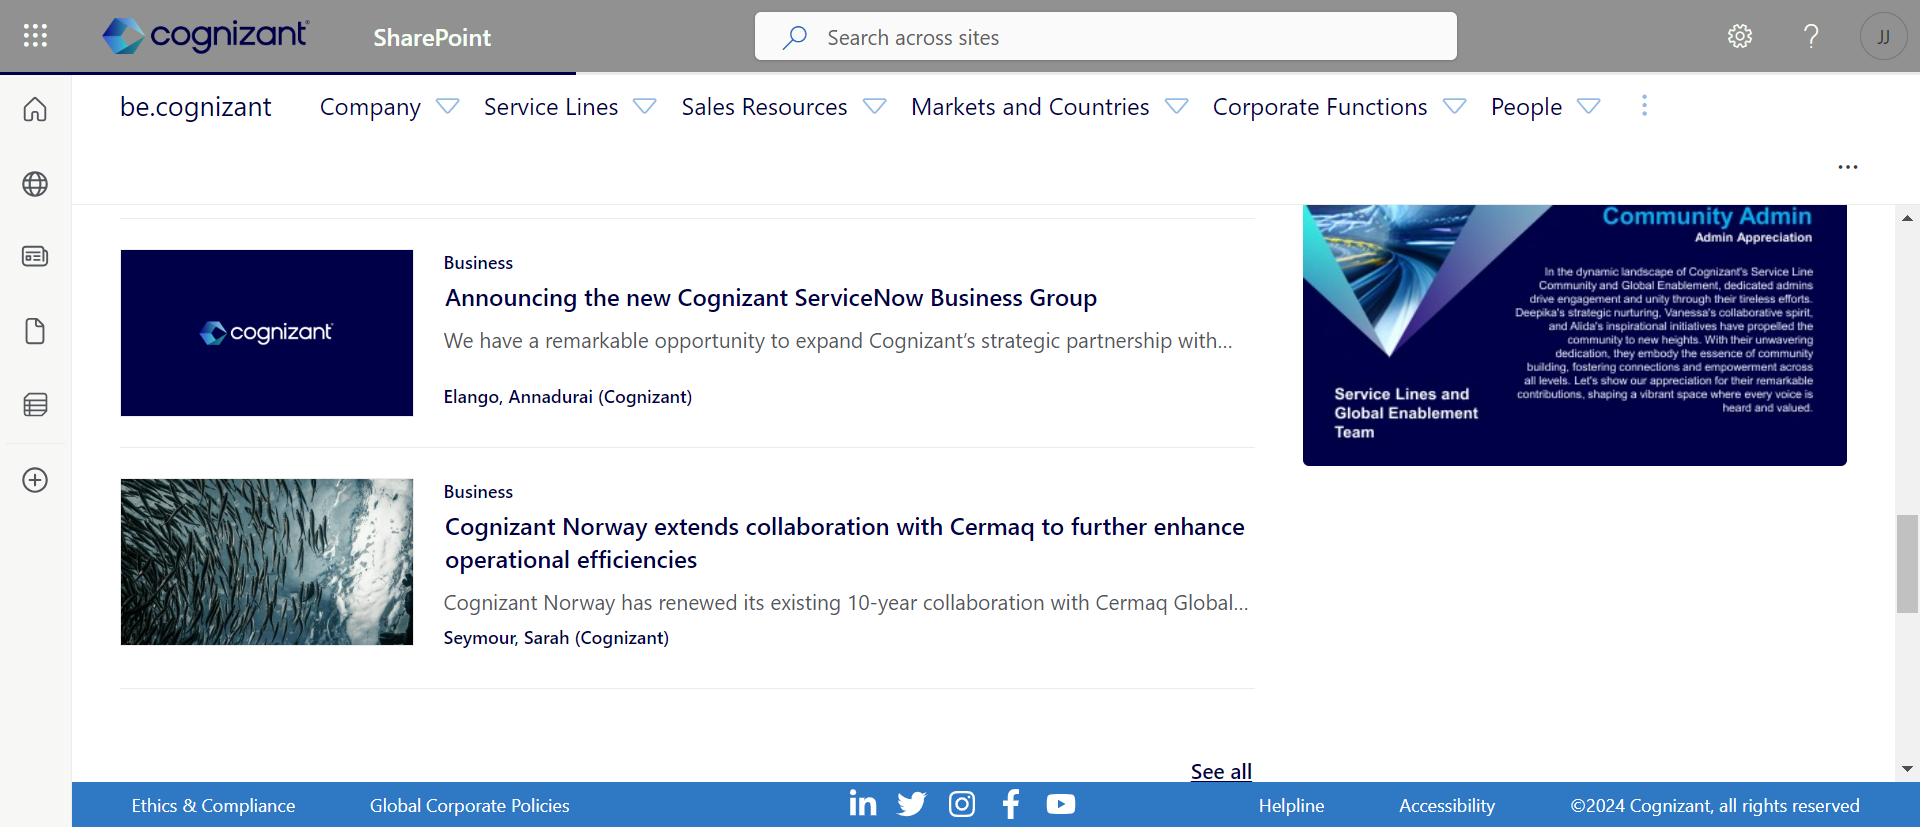 cognizant
SharePoint
Search across sites
JJ
be.cognizant
Company
Service Lines
Sales Resources
Markets and Countries
Corporate Functions
People
Business
Announcing the new Cognizant ServiceNow Business Group
We have a remarkable opportunity to expand Cognizant’s strategic partnership with...
Elango, Annadurai (Cognizant)
cognizant
Business
Cognizant Norway extends collaboration with Cermaq to further enhance
operational efficiencies
Cognizant Norway has renewed its existing 10-year collaboration with Cermaq Global...
Seymour, Sarah (Cognizant)
See all
Community Admin
Admin Appreciation
In the dynamic landscape of Cognizant's Service Line
Community and Global Enablement, dedicated admins
drive engagement and unity through their tireless efforts.
Deepika's strategic nurturing, Vanessa's collaborative spirit,
and Alida's inspirational initiatives have propelled the
community to new heights. With their unwavering
dedication, they embody the essence of community
building, fostering connections and empowerment across
all levels. Let's show our appreciation for their remarkable
contributions, shaping a vibrant space where every voice is
heard and valued.
Service Lines and
Global Enablement
Team
Ethics & Compliance
Global Corporate Policies
Helpline
Accessibility
©2024 Cognizant, all rights reserved